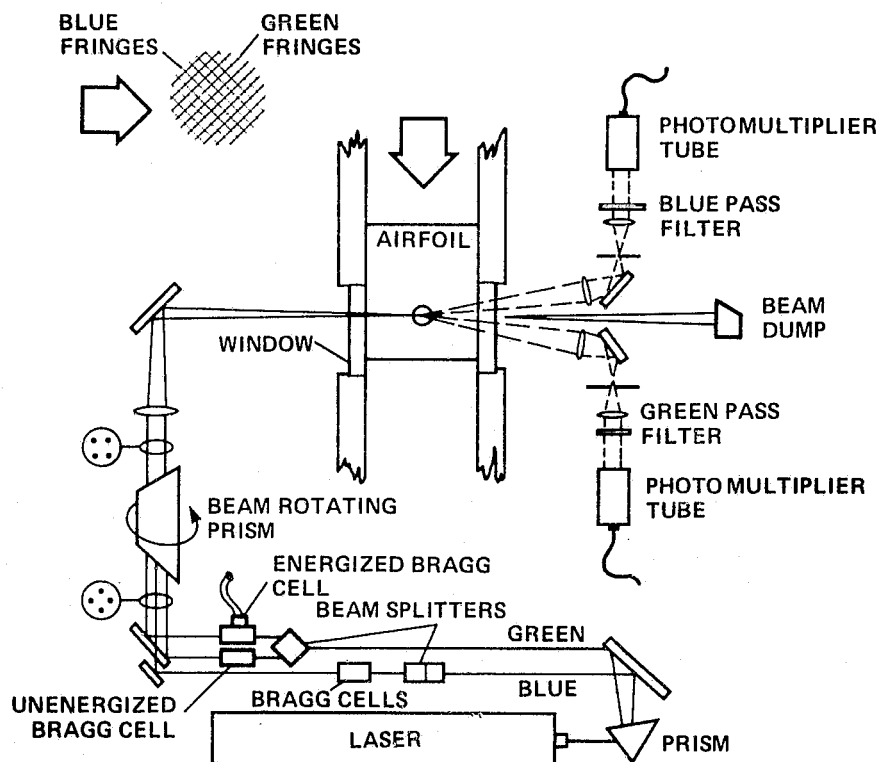 BLUE
FRINGES
GREEN
FRINGES
PHOTOMULTIPLIER
TUBE
BLUE PASS
FILTER
AIRFOIL
BEAM
DUMP
WINDOW
GREEN PASS
FILTER
PHOTOMULTIPLIER
TUBE
BEAM ROTATING
PRISM
ENERGIZED BRAGG
CELL
BEAM SPLITTERS
GREEN
BLUE
BRAGG CELLS
UNENERGIZED
BRAGG CELL
LASER
PRISM